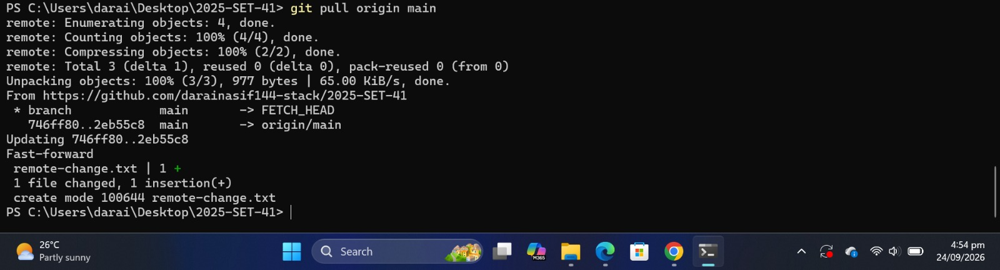 PS C:\Users\darai\Desktop\2025-SET-41> git pull origin main
remote: Enumerating objects: 4, done.
remote: Counting objects: 100% (4/4), done.
remote: Compressing objects: 100% (2/2), done.
remote: Total 3 (delta 1), reused 0 (delta 0), pack-reused 0 (from 0)
Unpacking objects: 100% (3/3), 977 bytes | 65.00 KiB/s, done.
From https://github.com/darainasif144-stack/2025-SET-41
 * branch            main       -> FETCH_HEAD
   746ff80..2eb55c8  main       -> origin/main
Updating 746ff80..2eb55c8
Fast-forward
 remote-change.txt | 1 +
 1 file changed, 1 insertion(+)
 create mode 100644 remote-change.txt
PS C:\Users\darai\Desktop\2025-SET-41>
26°C
Partly sunny
Search
M365
4:54 pm
24/09/2026